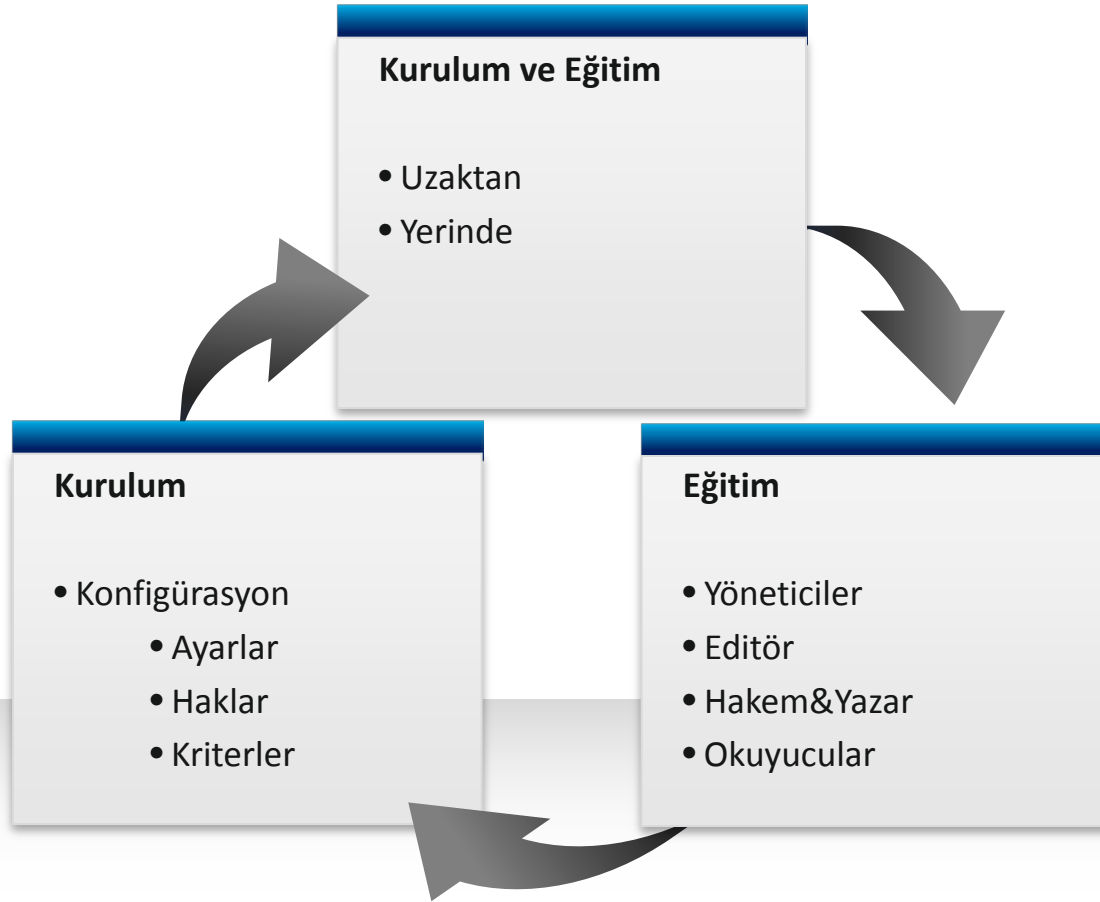 Kurulum ve Eğitim
• Uzaktan
• Yerinde
Kurulum
• Konfigürasyon
• Ayarlar
• Haklar
• Kriterler
Eğitim
• Yöneticiler
• Editör
• Hakem&Yazar
• Okuyucular